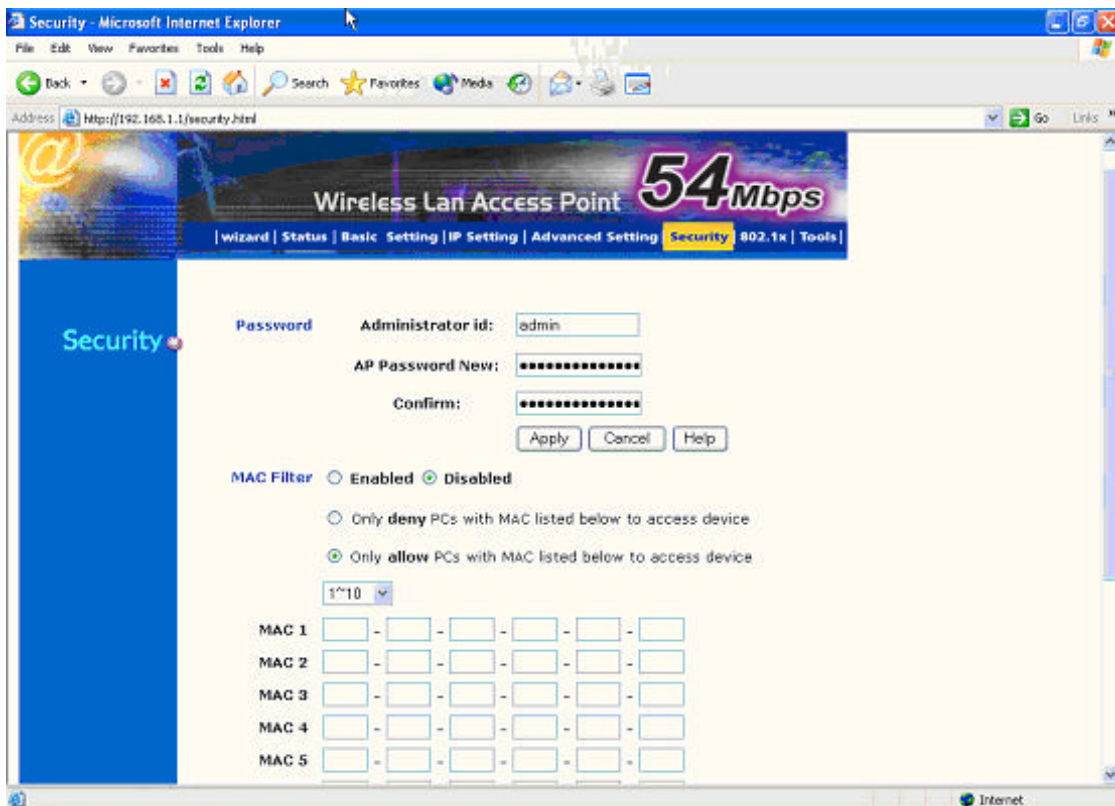 Security - Microsoft Internet Explorer
File Edit View Favorites Tools Help
Back Search Favorites Media
Address http://192.168.1.1/security.html Go Links »
@
Wireless Lan Access Point 54Mbps
|wizard | Status | Basic Setting |IP Setting | Advanced Setting Security 802.1x | Tools|
Security
Password Administrator id: admin
AP Password New: ••••••••••••••
Confirm: ••••••••••••••
Apply Cancel Help
MAC Filter Enabled Disabled
Only deny PCs with MAC listed below to access device
Only allow PCs with MAC listed below to access device
1~10
MAC 1 - - - - -
MAC 2 - - - - -
MAC 3 - - - - -
MAC 4 - - - - -
MAC 5 - - - - -
Internet